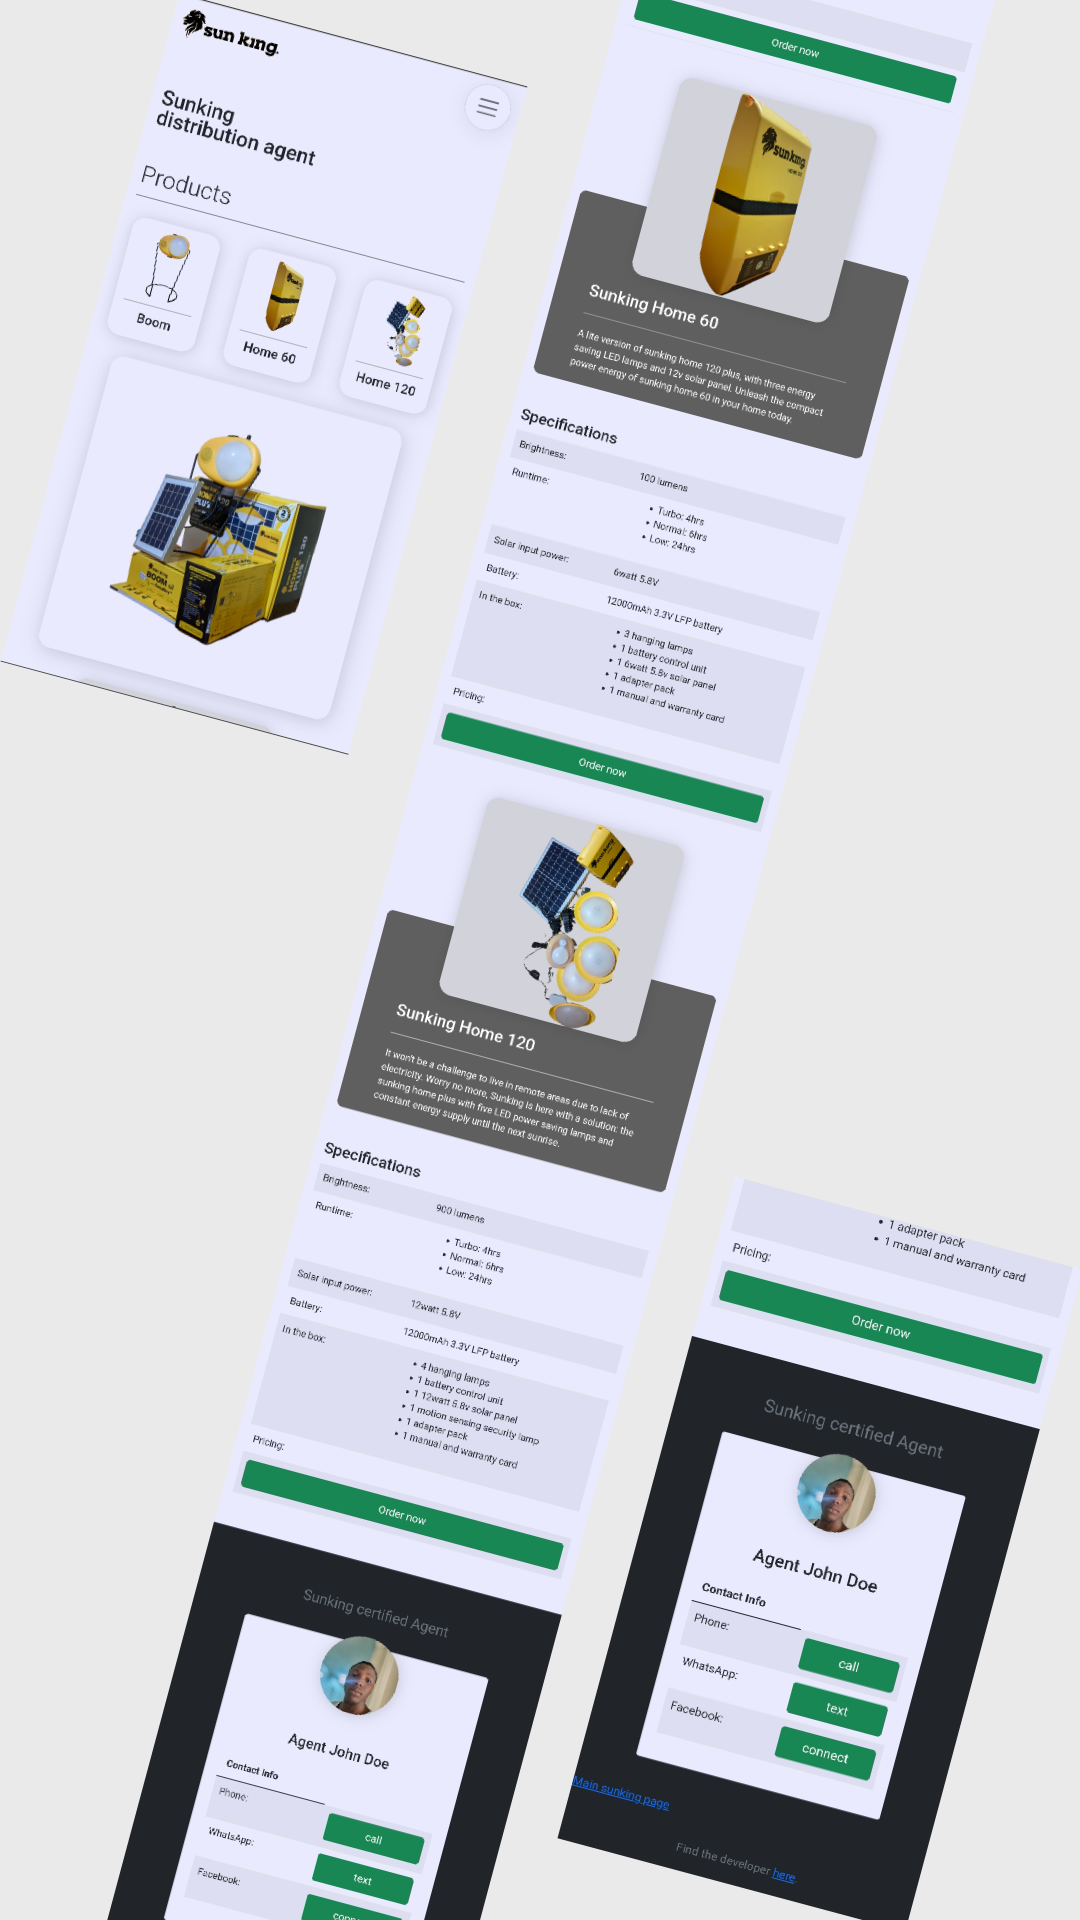 sun king.
Sunking
distribution agent
Products
Boom
Home 60
Home 120
BOOM
Order now
sunking
HOME 60
Sunking Home 60
A lite version of sunking home 120 plus, with three energy
saving LED lamps and 12v solar panel. Unleash the compact
power energy of sunking home 60 in your home today.
Specifications
Brightness:
100 lumens
Runtime:
• Turbo: 4hrs
• Normal: 6hrs
• Low: 24hrs
Solar input power:
6watt 5.8V
Battery:
12000mAh 3.3V LFP battery
In the box:
• 3 hanging lamps
• 1 battery control unit
• 1 6watt 5.8v solar panel
• 1 adapter pack
• 1 manual and warranty card
Pricing:
Order now
Sunking Home 120
It won't be a challenge to live in remote areas due to lack of
electricity. Worry no more, Sunking is here with a solution: the
sunking home plus with five LED power saving lamps and
constant energy supply until the next sunrise.
Specifications
Brightness:
900 lumens
Runtime:
• Turbo: 4hrs
• Normal: 6hrs
• Low: 24hrs
Solar input power:
12watt 5.8V
Battery:
12000mAh 3.3V LFP battery
In the box:
• 4 hanging lamps
• 1 battery control unit
• 1 12watt 5.8v solar panel
• 1 motion sensing security lamp
• 1 adapter pack
• 1 manual and warranty card
Pricing:
Order now
Sunking certified Agent
Agent John Doe
Contact Info
Phone:
call
WhatsApp:
text
Facebook:
• 1 adapter pack
• 1 manual and warranty card
Pricing:
Order now
Sunking certified Agent
Agent John Doe
Contact Info
Phone:
call
WhatsApp:
text
Facebook:
connect
Main sunking page
Find the developer here